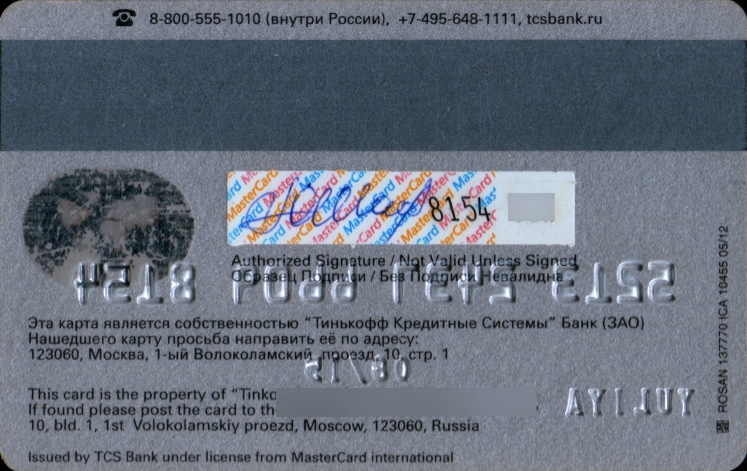 8-800-555-1010 (внутри России), +7-495-648-1111, tcsbank.ru
8154
Authorized Signature / Not Valid Unless Signed
Образец Подписи / Без Подписи Невалидна
Эта карта является собственностью "Тинькофф Кредитные Системы" Банк (ЗАО)
Нашедшего карту просьба направить её по адресу:
123060, Москва, 1-ый Волоколамский проезд, 10, стр. 1
This card is the property of "Tinko
If found please post the card to th
10, bld. 1, 1st Volokolamskiy proezd, Moscow, 123060, Russia
YULIYA
Issued by TCS Bank under license from MasterCard international
ROSAN 137770 ICA 10455 05/12